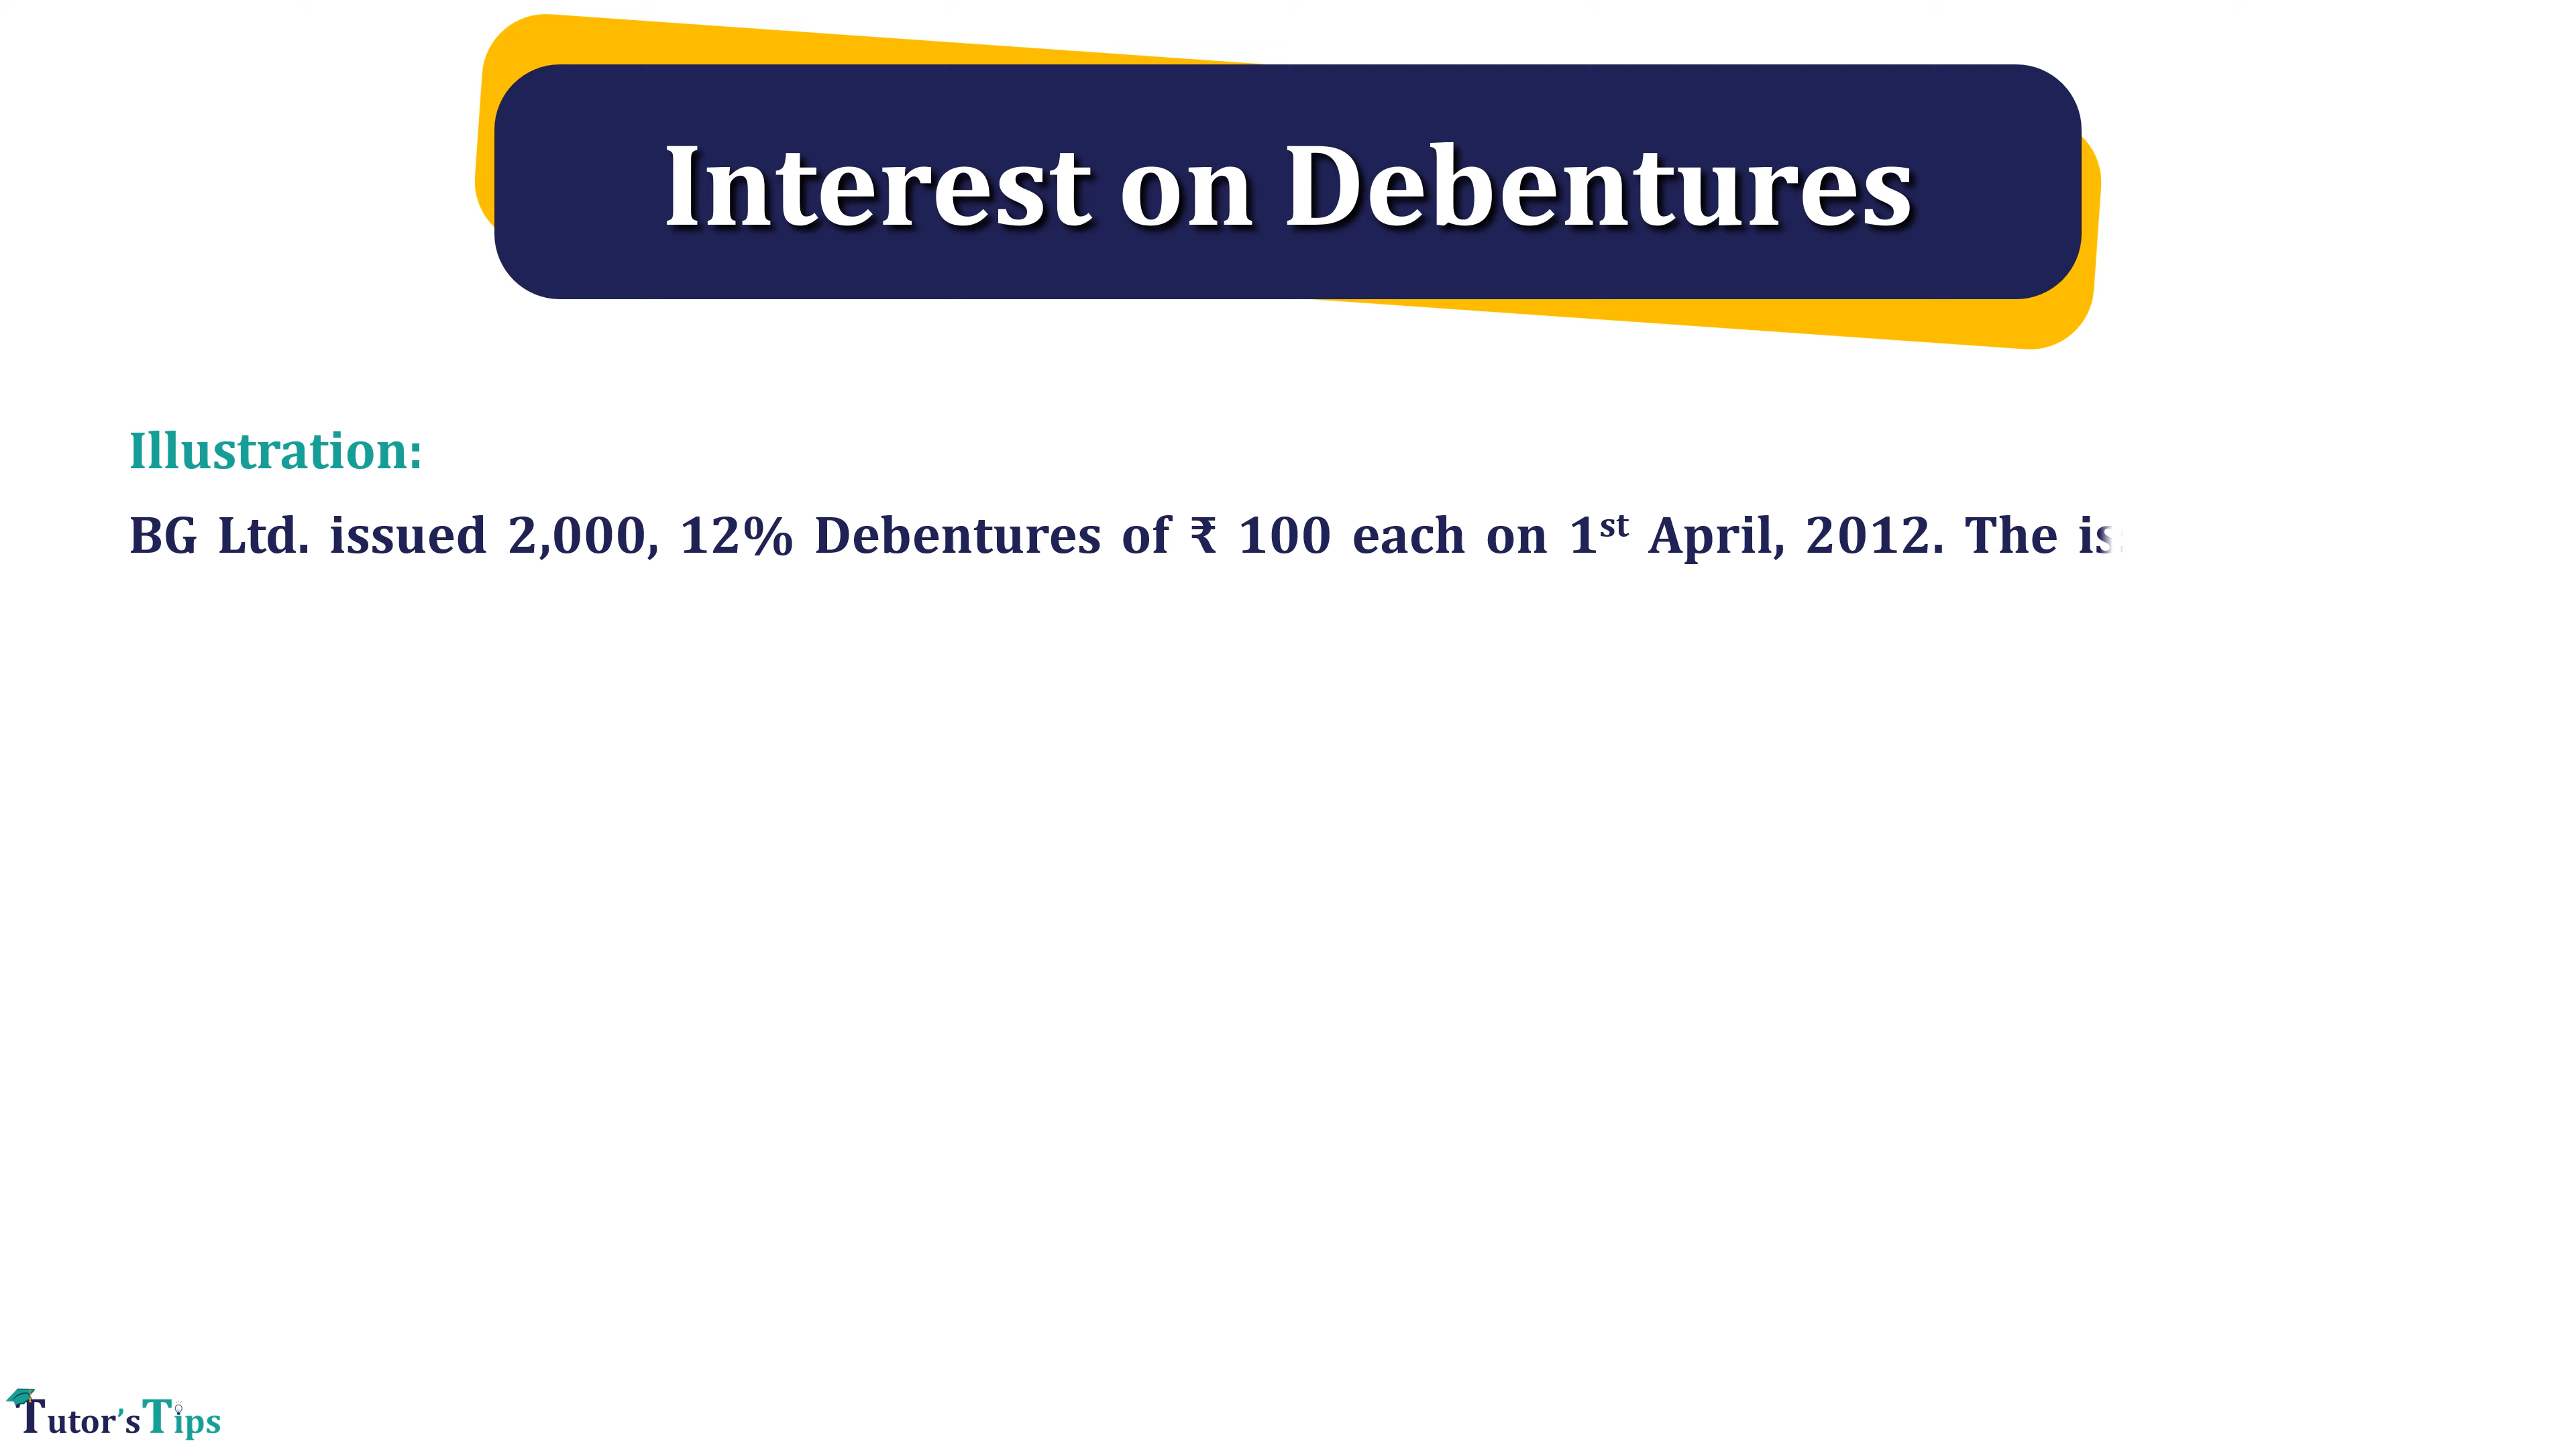 Interest on Debentures
Illustration:
BG Ltd. issued 2,000, 12% Debentures of ₹ 100 each on 1st April, 2012. The
Tutor'sTips